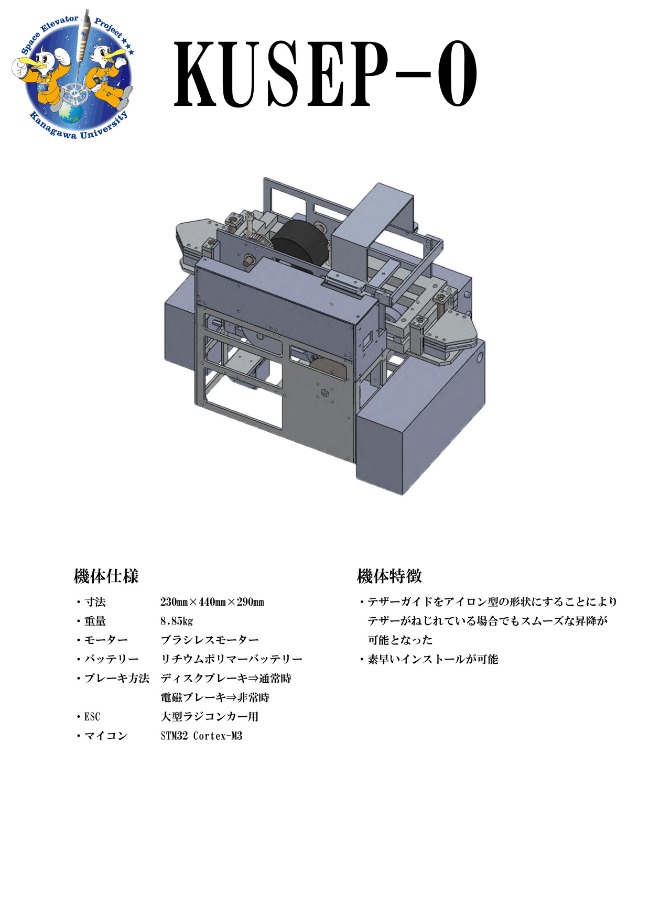 Space Elevator Project★★★
Kanagawa University
KUSEP-O
機体仕様
・寸法 230mm×440mm×290mm
・重量 8.85kg
・モーター ブラシレスモーター
・バッテリー リチウムポリマーバッテリー
・ブレーキ方法 ディスクブレーキ⇒通常時
電磁ブレーキ⇒非常時
・ESC 大型ラジコンカー用
・マイコン STM32 Cortex-M3
機体特徴
・テザーガイドをアイロン型の形状にすることにより
テザーがねじれている場合でもスムーズな昇降が
可能となった
・素早いインストールが可能